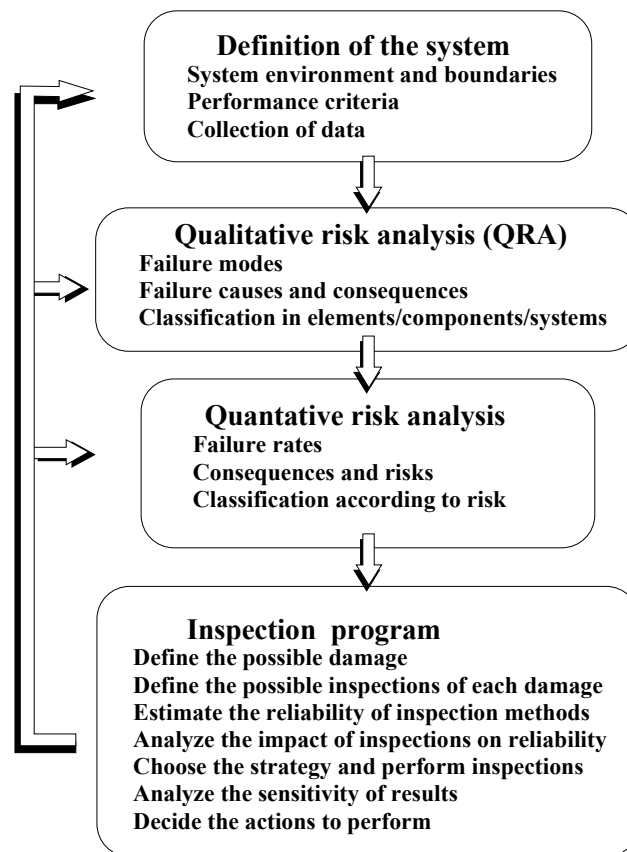 Definition of the system
System environment and boundaries
Performance criteria
Collection of data
Qualitative risk analysis (QRA)
Failure modes
Failure causes and consequences
Classification in elements/components/systems
Quantative risk analysis
Failure rates
Consequences and risks
Classification according to risk
Inspection program
Define the possible damage
Define the possible inspections of each damage
Estimate the reliability of inspection methods
Analyze the impact of inspections on reliability
Choose the strategy and perform inspections
Analyze the sensitivity of results
Decide the actions to perform